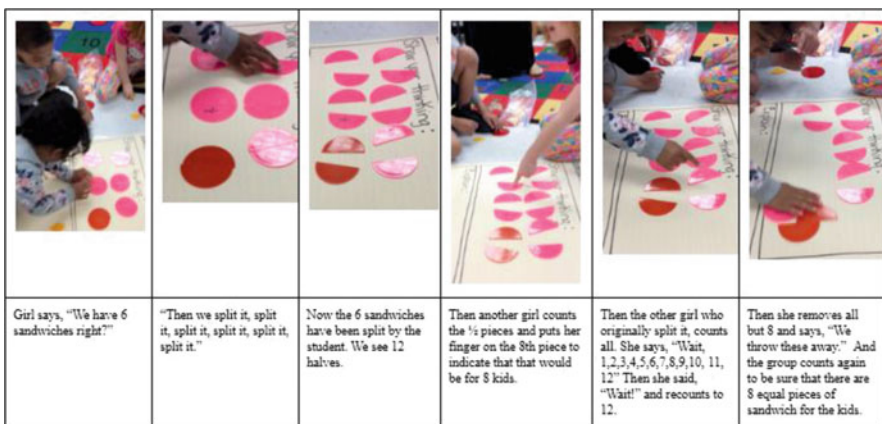 10
Show your thinking:
Girl says, “We have 6
sandwiches right?”
“Then we split it, split
it, split it, split it, split it,
split it.”
Now the 6 sandwiches
have been split by the
student. We see 12
halves.
Then another girl counts
the ½ pieces and puts her
finger on the 8th piece to
indicate that that would
be for 8 kids.
Then the other girl who
originally split it, counts
all. She says, “Wait,
1,2,3,4,5,6,7,8,9,10, 11,
12” Then she said,
“Wait!” and recounts to
12.
Then she removes all
but 8 and says, “We
throw these away.”  And
the group counts again
to be sure that there are
8 equal pieces of
sandwich for the kids.